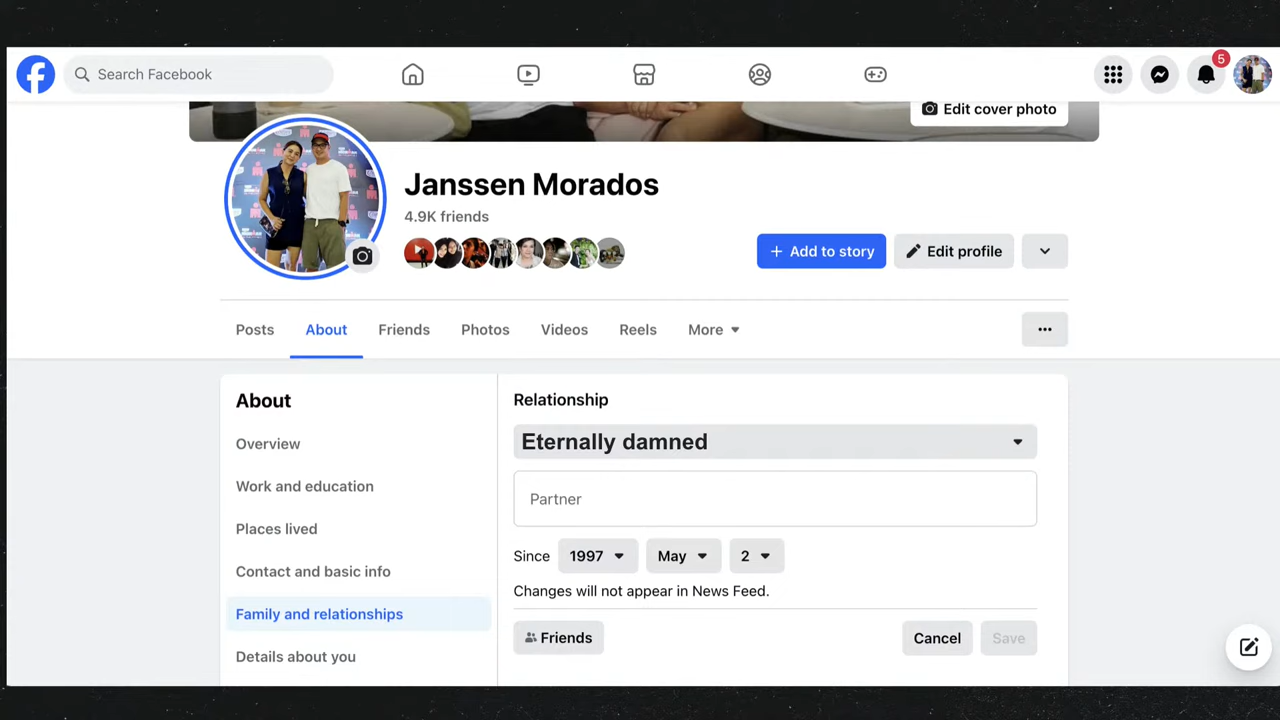 Search Facebook
5
Edit cover photo
Janssen Morados
4.9K friends
+ Add to story
Edit profile
Posts
About
Friends
Photos
Videos
Reels
More
About
Overview
Work and education
Places lived
Contact and basic info
Family and relationships
Details about you
Relationship
Eternally damned
Partner
Since 1997 May 2
Changes will not appear in News Feed.
Friends
Cancel
Save